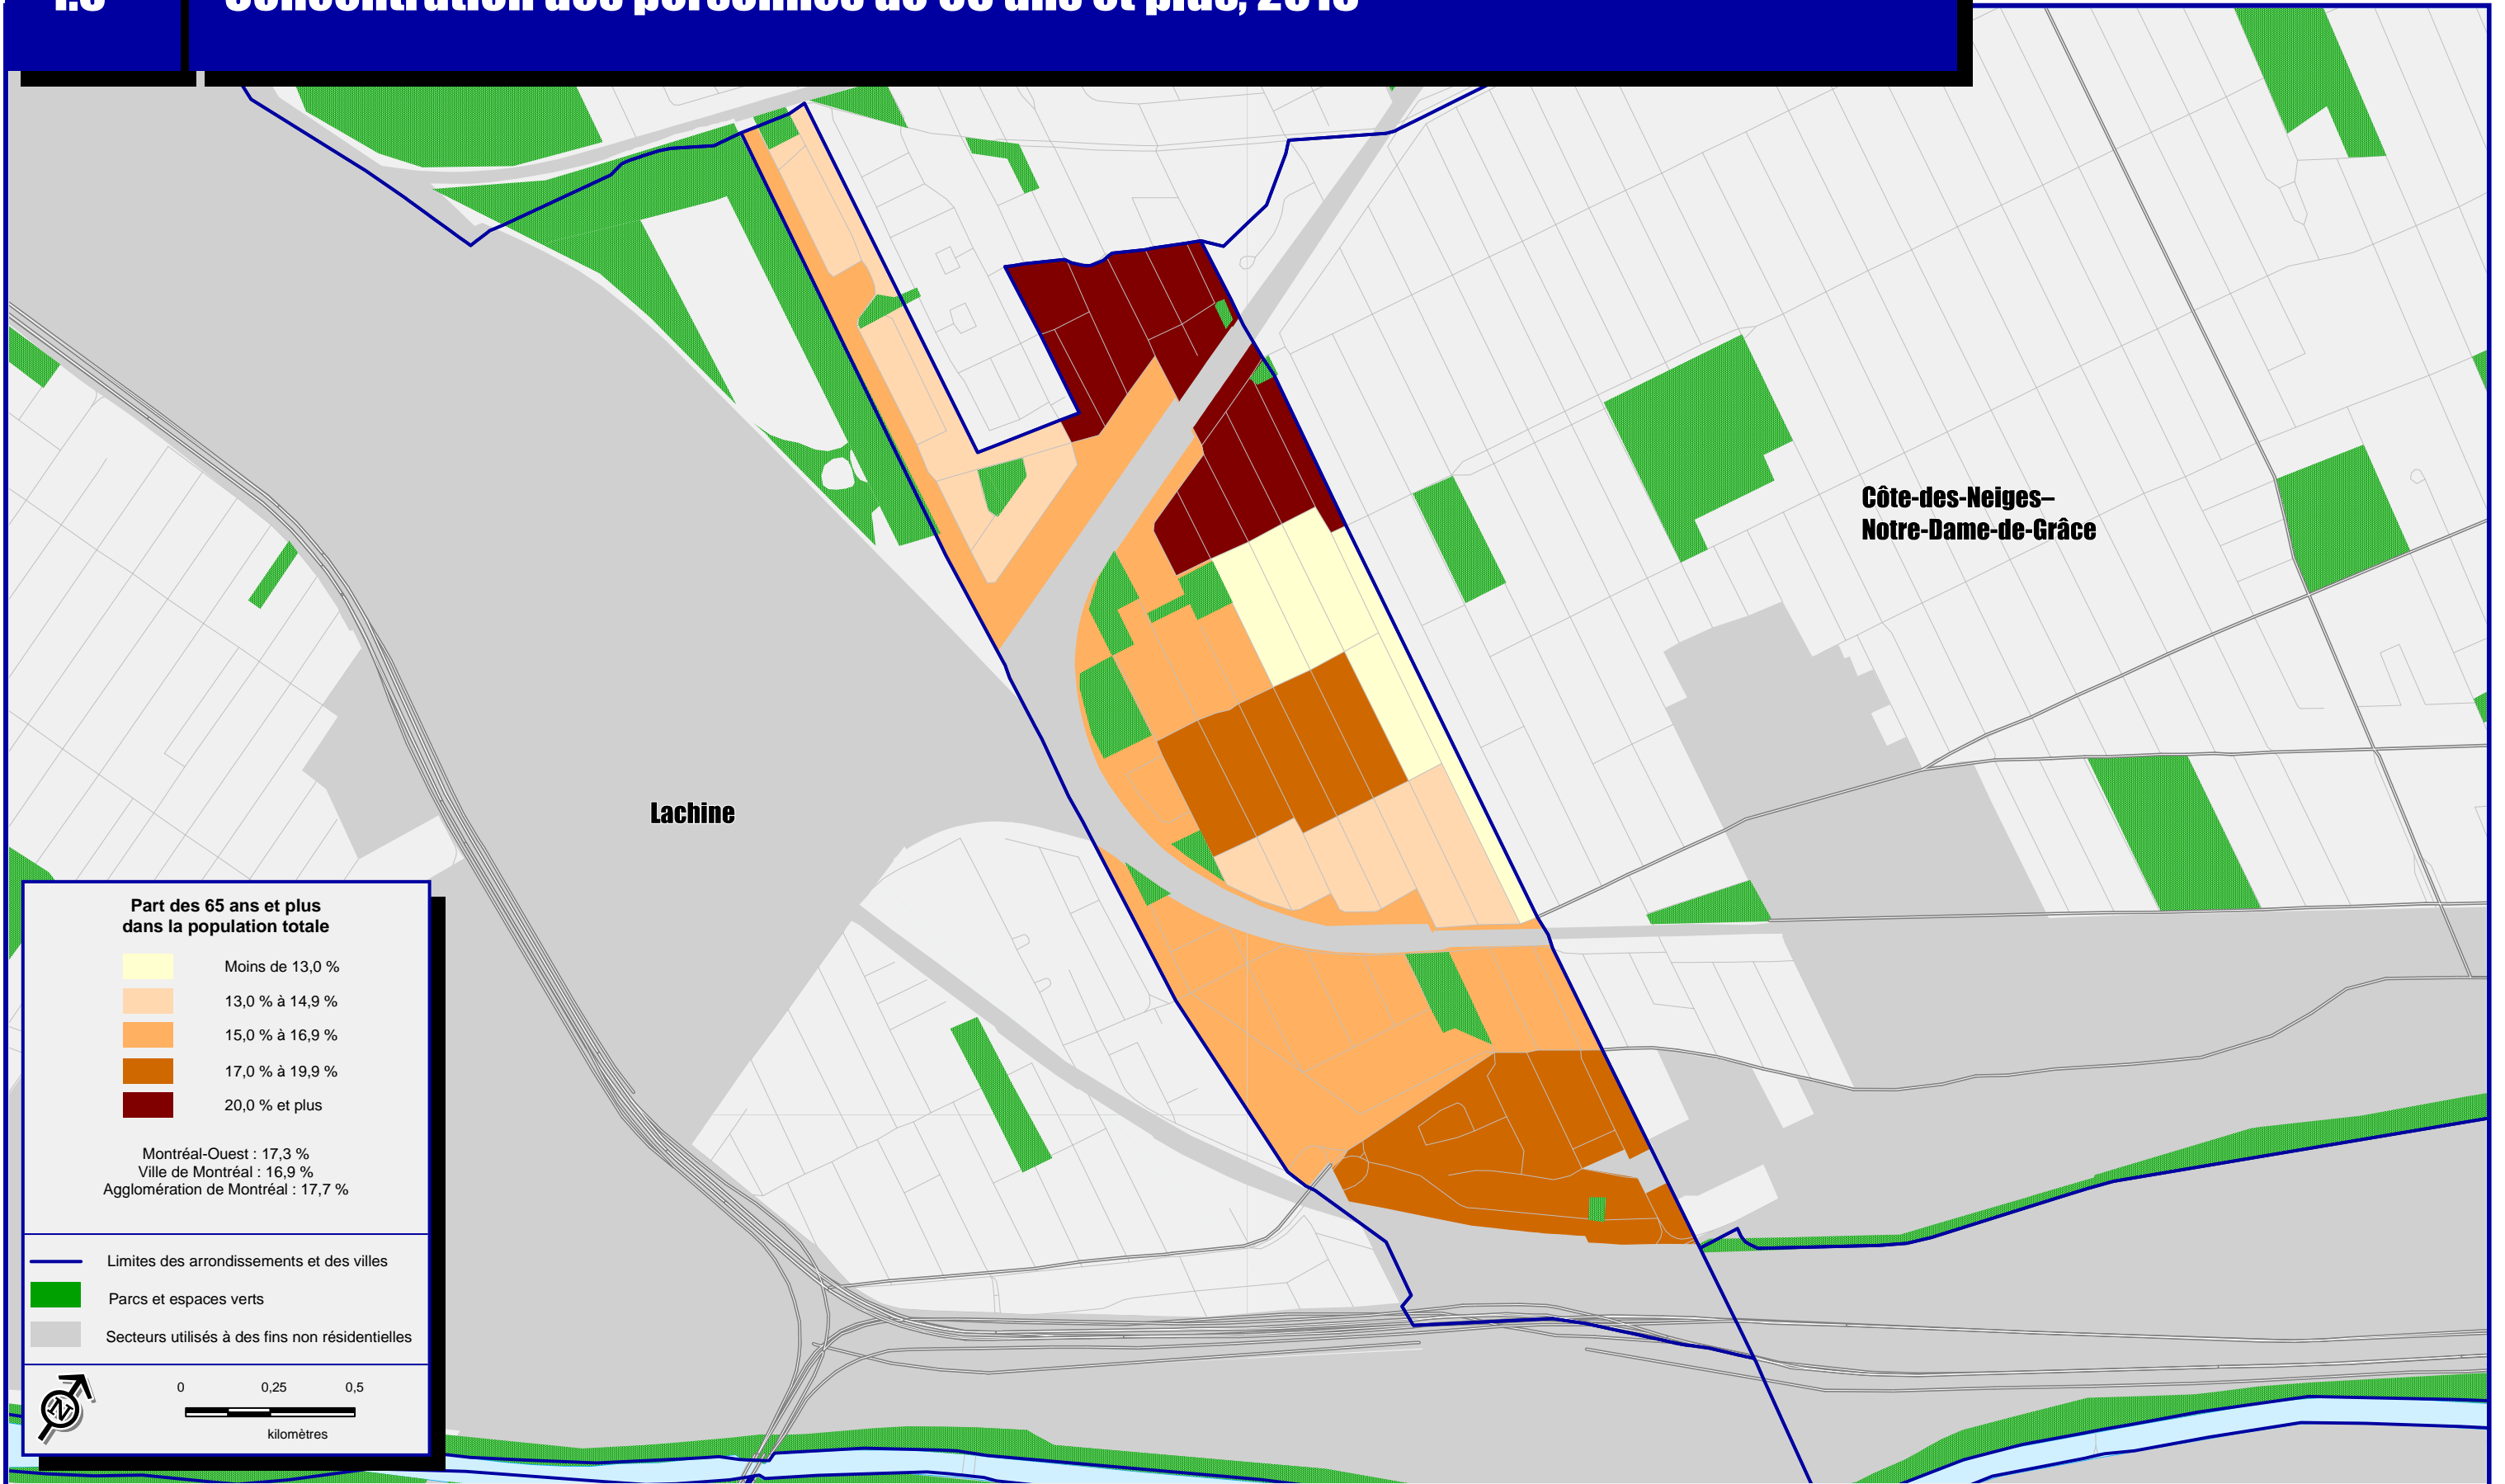 Côte-des-Neiges–
Notre-Dame-de-Grâce
Lachine
Part des 65 ans et plus
dans la population totale
Moins de 13,0 %
13,0 % à 14,9 %
15,0 % à 16,9 %
17,0 % à 19,9 %
20,0 % et plus
Montréal-Ouest : 17,3 %
Ville de Montréal : 16,9 %
Agglomération de Montréal : 17,7 %
Limites des arrondissements et des villes
Parcs et espaces verts
Secteurs utilisés à des fins non résidentielles
N
0 0,25 0,5
kilomètres